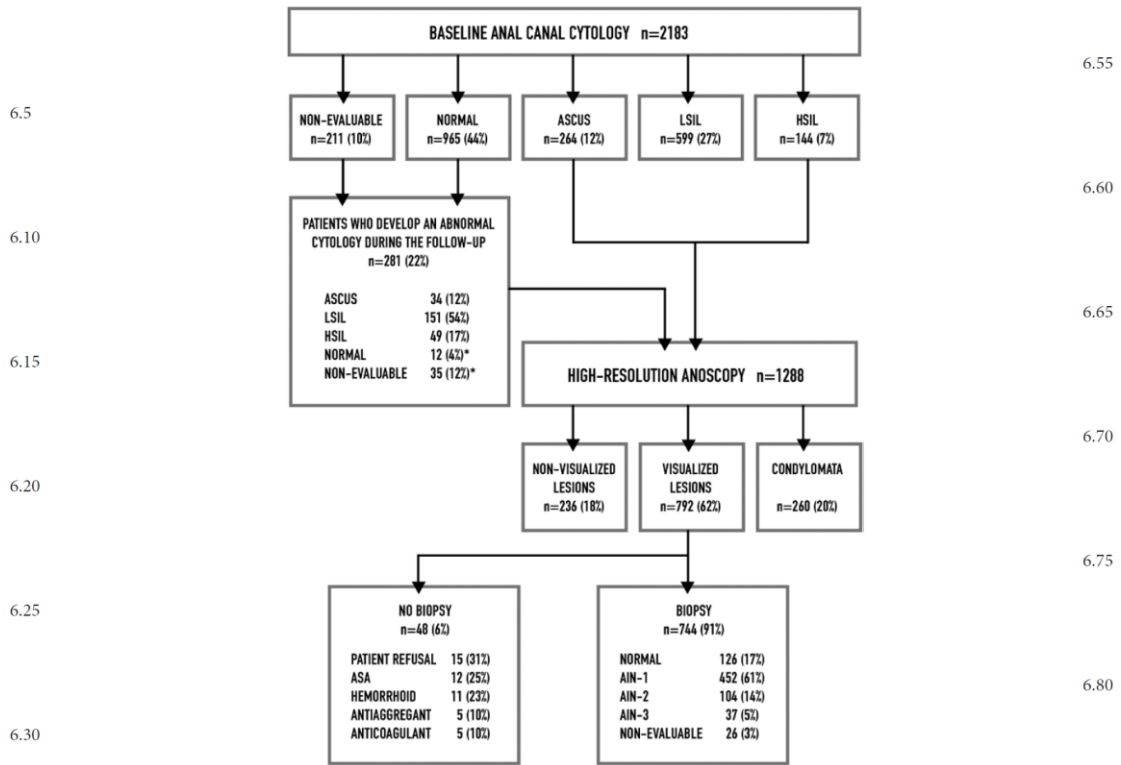 BASELINE ANAL CANAL CYTOLOGY n=2183
6.55
6.5
NON-EVALUABLE
n=211 (10%)
NORMAL
n=965 (44%)
ASCUS
n=264 (12%)
LSIL
n=599 (27%)
HSIL
n=144 (7%)
6.60
6.10
PATIENTS WHO DEVELOP AN ABNORMAL
CYTOLOGY DURING THE FOLLOW-UP
n=281 (22%)
ASCUS 34 (12%)
LSIL 151 (54%)
HSIL 49 (17%)
NORMAL 12 (4%)*
NON-EVALUABLE 35 (12%)*
6.65
6.15
HIGH-RESOLUTION ANOSCOPY n=1288
6.70
6.20
NON-VISUALIZED
LESIONS
n=236 (18%)
VISUALIZED
LESIONS
n=792 (62%)
CONDYLOMATA
n=260 (20%)
6.75
6.25
NO BIOPSY
n=48 (6%)
PATIENT REFUSAL 15 (31%)
ASA 12 (25%)
HEMORRHOID 11 (23%)
ANTIAGGREGANT 5 (10%)
ANTICOAGULANT 5 (10%)
BIOPSY
n=744 (91%)
NORMAL 126 (17%)
AIN-1 452 (61%)
AIN-2 104 (14%)
AIN-3 37 (5%)
NON-EVALUABLE 26 (3%)
6.80
6.30